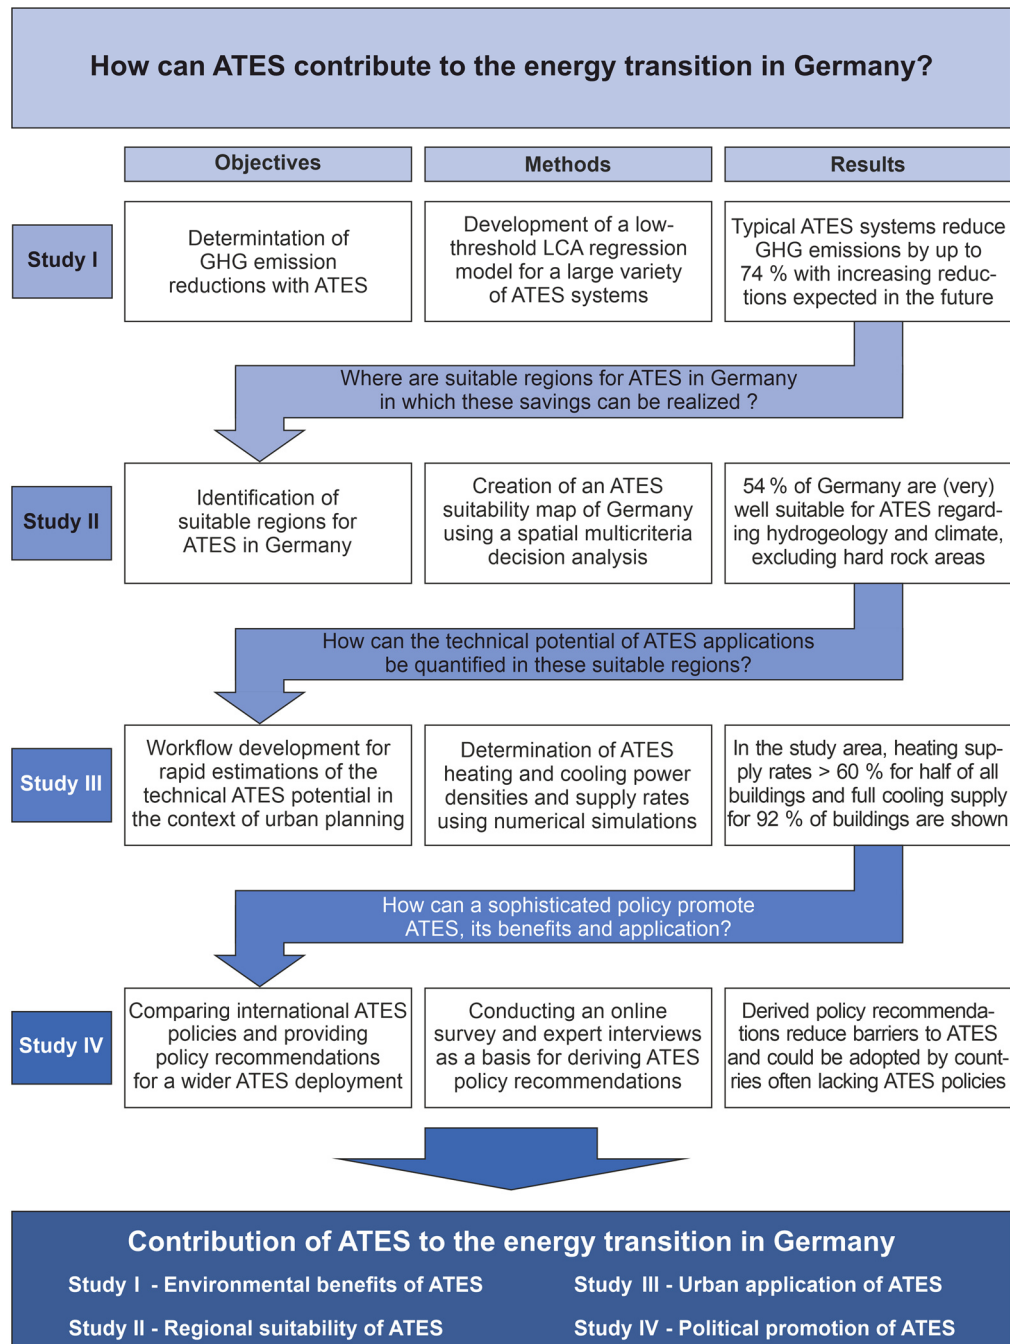 How can ATES contribute to the energy transition in Germany?
Objectives
Methods
Results
Study I
Determintation of
GHG emission
reductions with ATES
Development of a low-
threshold LCA regression
model for a large variety
of ATES systems
Typical ATES systems reduce
GHG emissions by up to
74 % with increasing reduc-
tions expected in the future
Where are suitable regions for ATES in Germany
in which these savings can be realized ?
Study II
Identification of
suitable regions for
ATES in Germany
Creation of an ATES
suitability map of Germany
using a spatial multicriteria
decision analysis
54 % of Germany are (very)
well suitable for ATES regard-
ing hydrogeology and climate,
excluding hard rock areas
How can the technical potential of ATES applications
be quantified in these suitable regions?
Study III
Workflow development for
rapid estimations of the
technical ATES potential in
the context of urban planning
Determination of ATES
heating and cooling power
densities and supply rates
using numerical simulations
In the study area, heating sup-
ply rates > 60 % for half of all
buildings and full cooling supply
for 92 % of buildings are shown
How can a sophisticated policy promote
ATES, its benefits and application?
Study IV
Comparing international ATES
policies and providing
policy recommendations
for a wider ATES deployment
Conducting an online
survey and expert interviews
as a basis for deriving ATES
policy recommendations
Derived policy recommenda-
tions reduce barriers to ATES
and could be adopted by count-
ries often lacking ATES policies
Contribution of ATES to the energy transition in Germany
Study I - Environmental benefits of ATES
Study III - Urban application of ATES
Study II - Regional suitability of ATES
Study IV - Political promotion of ATES